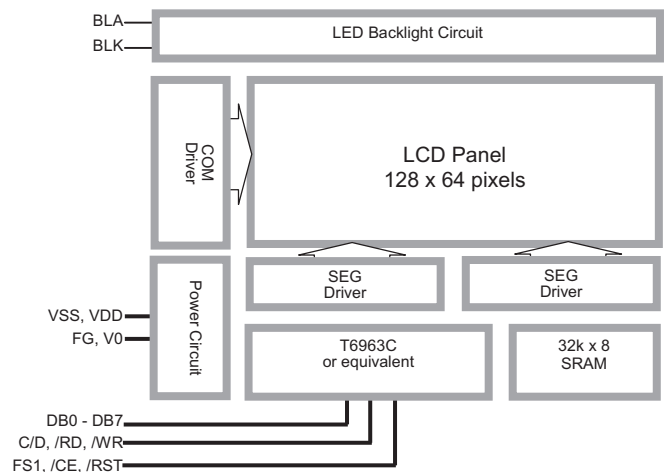 BLA
BLK
LED Backlight Circuit
COM
Driver
LCD Panel
128 x 64 pixels
Power Circuit
SEG
Driver
SEG
Driver
VSS, VDD
FG, V0
T6963C
or equivalent
32k x 8
SRAM
DB0 - DB7
C/D, /RD, /WR
FS1, /CE, /RST